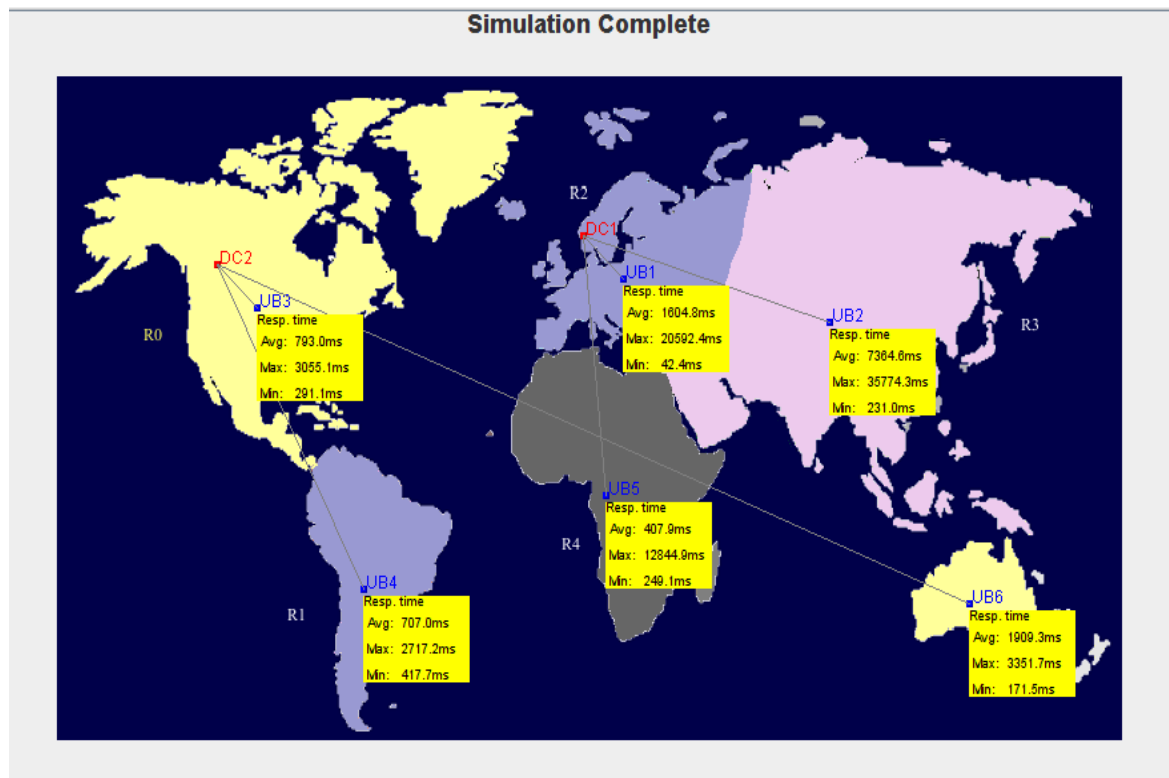 Simulation Complete
R2
DC1
DC2
UB1
Resp. time
Avg: 1604.8ms
Max: 20592.4ms
Min: 42.4ms
UB3
Resp. time
Avg: 793.0ms
Max: 3055.1ms
Min: 291.1ms
R0
UB2
Resp. time
Avg: 7364.6ms
Max: 35774.3ms
Min: 231.0ms
R3
UB5
Resp. time
Avg: 407.9ms
Max: 12844.9ms
Min: 249.1ms
R4
UB4
Resp. time
Avg: 707.0ms
Max: 2717.2ms
Min: 417.7ms
R1
UB6
Resp. time
Avg: 1909.3ms
Max: 3351.7ms
Min: 171.5ms